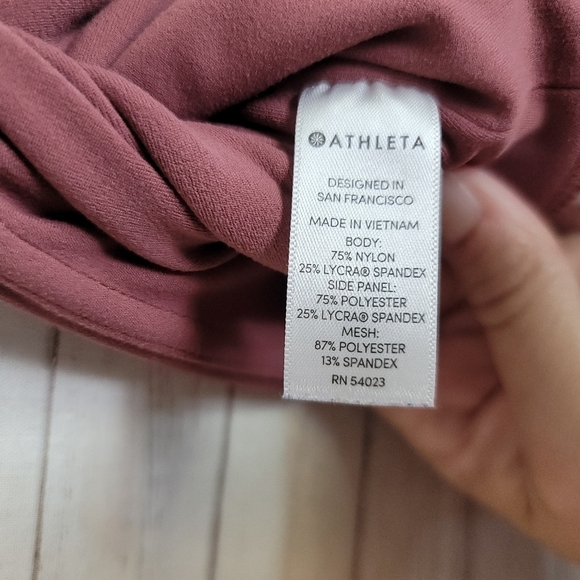 ATHLETA
DESIGNED IN
SAN FRANCISCO
MADE IN VIETNAM
BODY:
75% NYLON
25% LYCRA® SPANDEX
SIDE PANEL:
75% POLYESTER
25% LYCRA® SPANDEX
MESH:
87% POLYESTER
13% SPANDEX
RN 54023